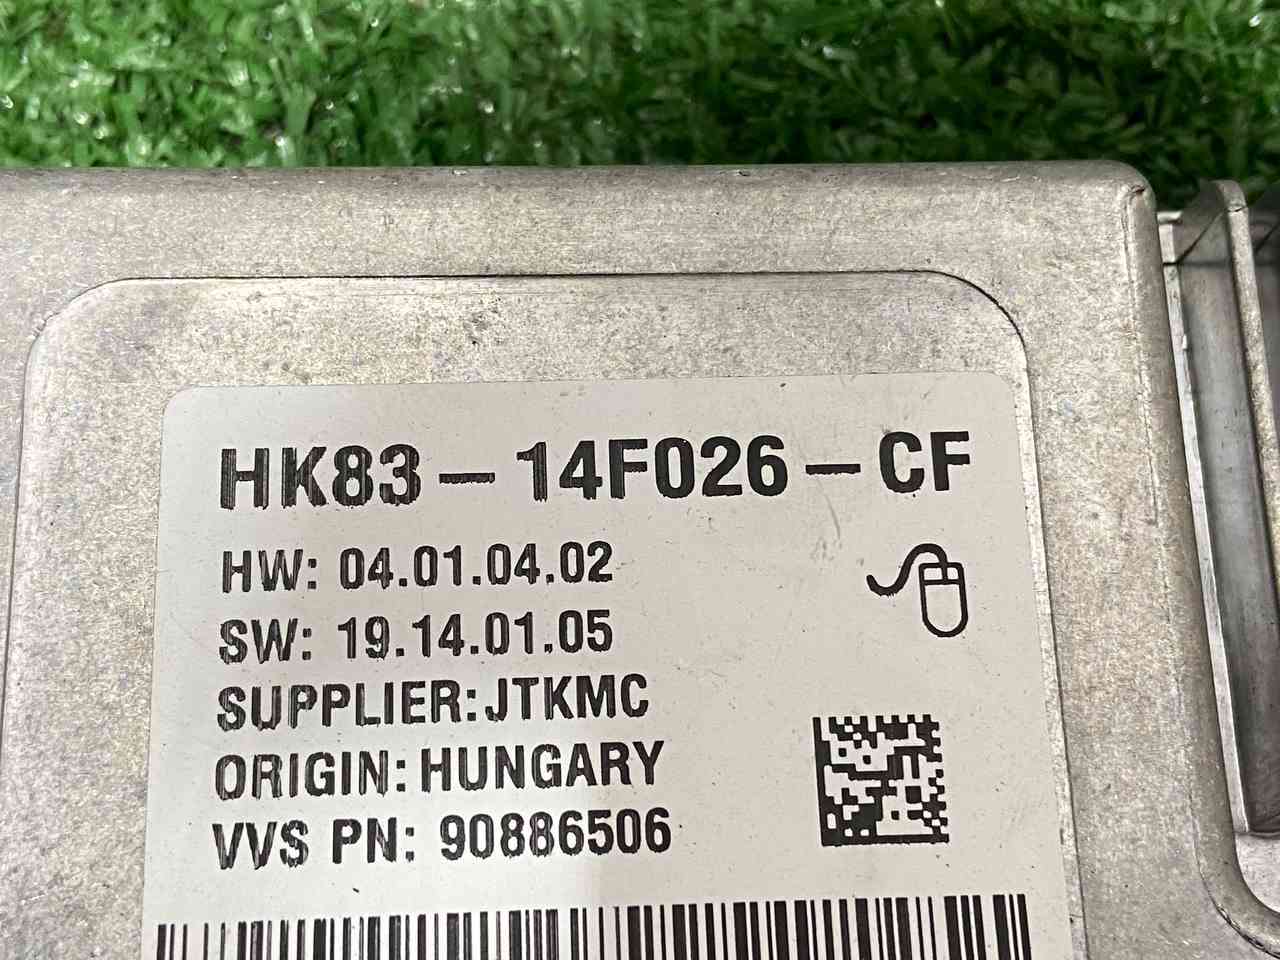 HK83-14F026-CF
HW: 04.01.04.02
SW: 19.14.01.05
SUPPLIER:JTKMC
ORIGIN: HUNGARY
VVS PN: 90886506